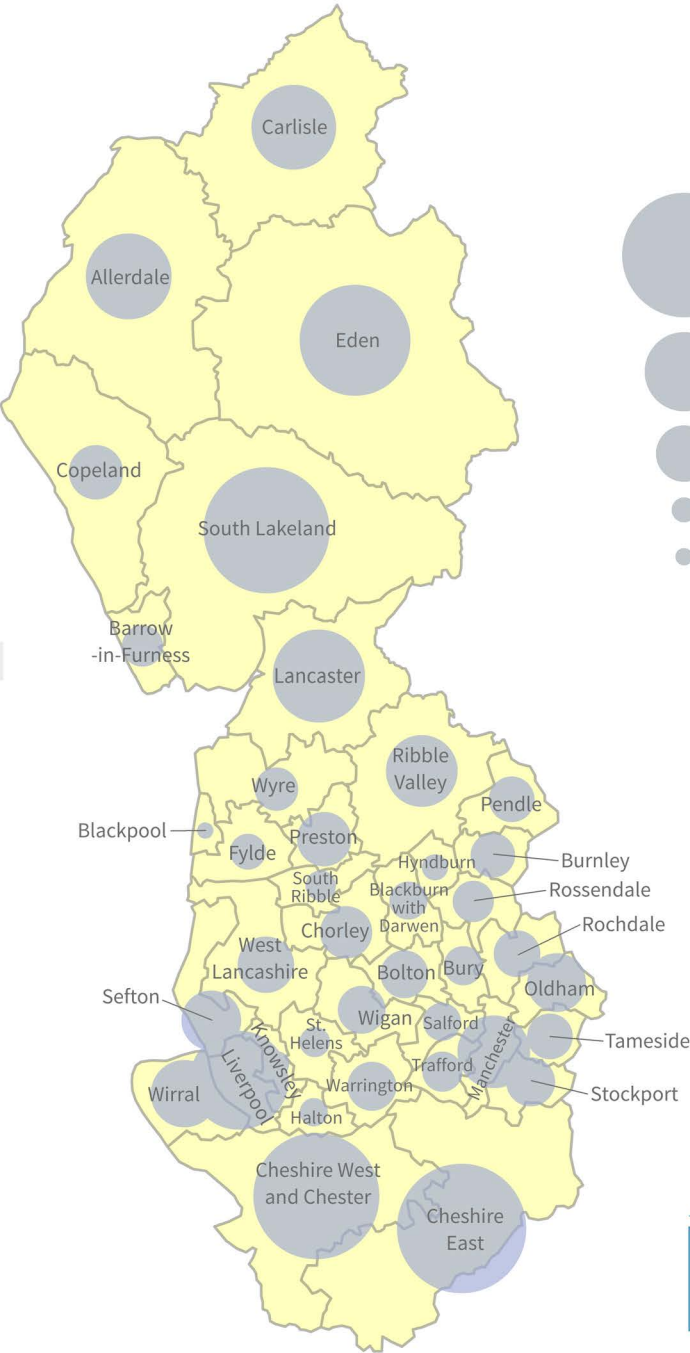 Carlisle
Allerdale
Eden
Copeland
South Lakeland
Barrow
-in-Furness
Lancaster
Ribble
Valley
Wyre
Pendle
Blackpool
Preston
Fylde
Hyndburn
Burnley
South
Ribble
Blackburn
with
Darwen
Rossendale
Chorley
Rochdale
West
Lancashire
Bolton
Bury
Oldham
Sefton
Wigan
Salford
St.
Helens
Knowsley
Manchester
Tameside
Liverpool
Trafford
Warrington
Wirral
Stockport
Halton
Cheshire West
and Chester
Cheshire
East